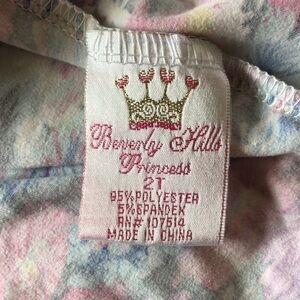 Beverly Hills
Princess
2T
95% POLYESTER
5% SPANDEX
RN# 107514
MADE IN CHINA